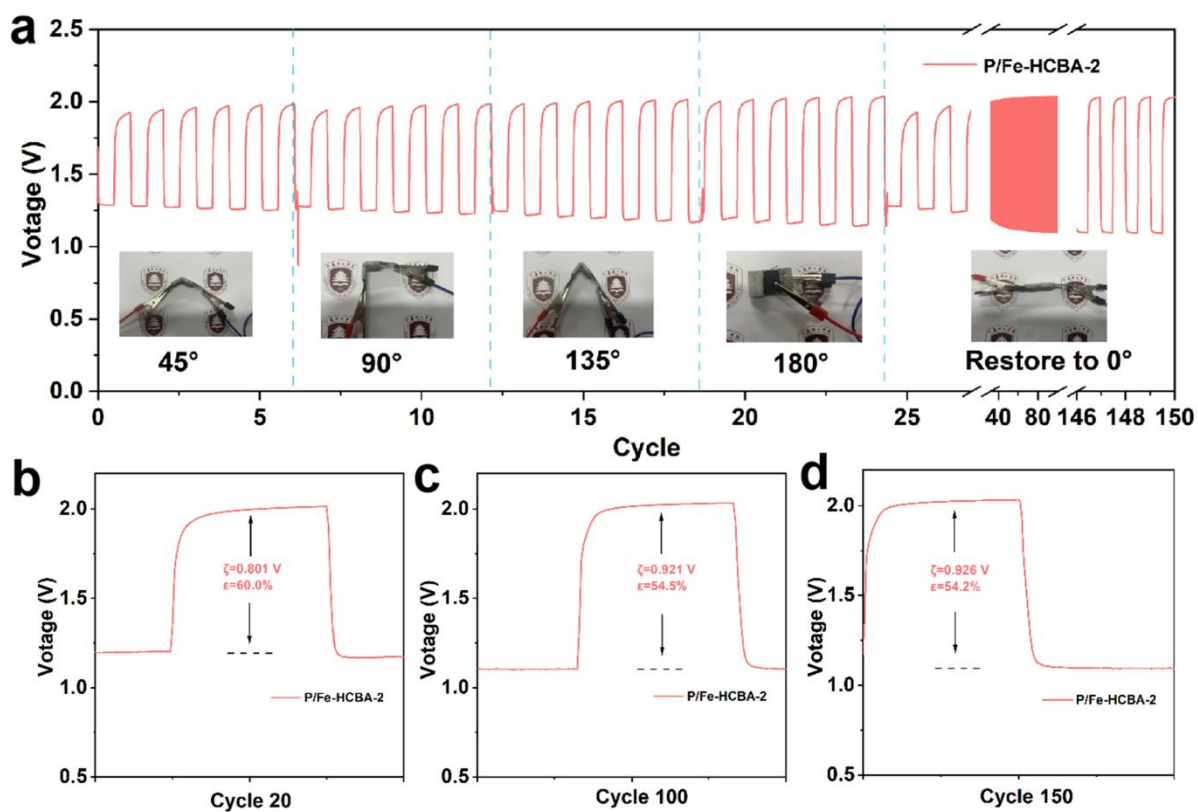 a
2.5
2.0
1.5
1.0
0.5
0.0
Votage (V)
P/Fe-HCBA-2
45°
90°
135°
180°
Restore to 0°
0
5
10
15
20
25
40
80
146
148
150
Cycle
b
2.0
1.5
1.0
0.5
Votage (V)
ζ=0.801 V
ε=60.0%
P/Fe-HCBA-2
Cycle 20
c
2.0
1.5
1.0
0.5
Votage (V)
ζ=0.921 V
ε=54.5%
P/Fe-HCBA-2
Cycle 100
d
2.0
1.5
1.0
0.5
Votage (V)
ζ=0.926 V
ε=54.2%
P/Fe-HCBA-2
Cycle 150